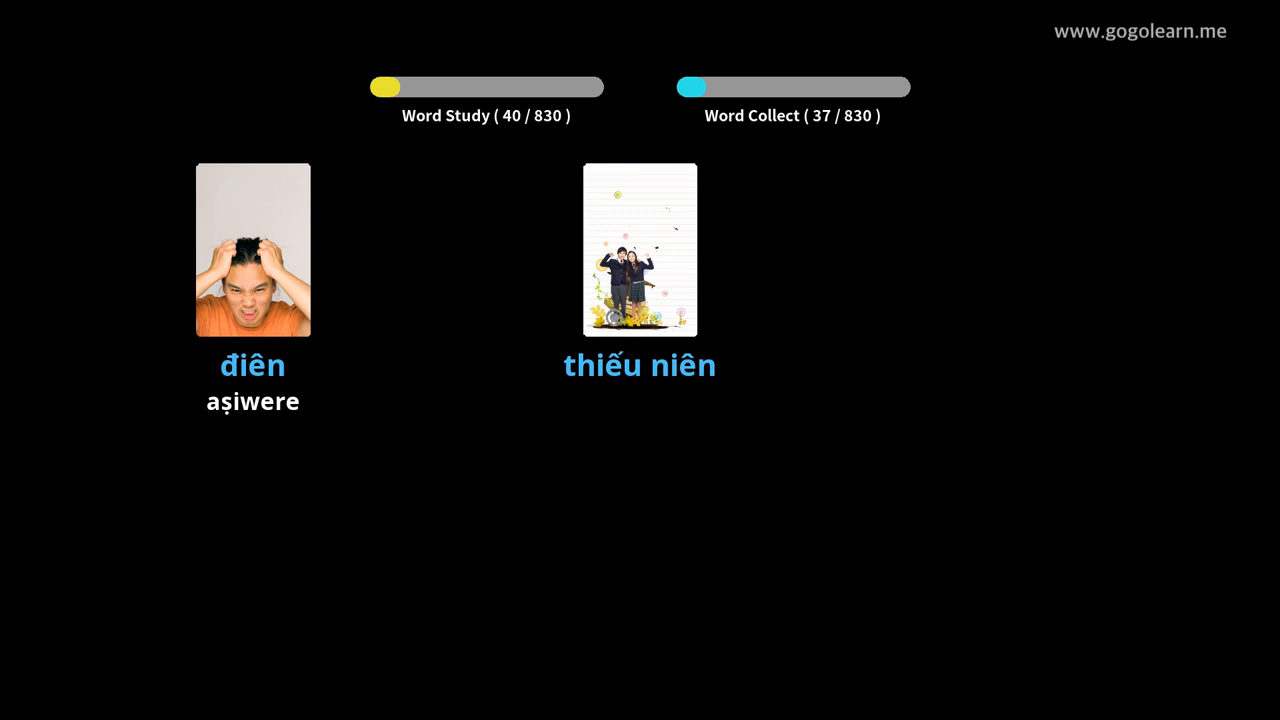 www.gogolearn.me
Word Study ( 40 / 830 )
Word Collect ( 37 / 830 )
điên
aṣiwere
thiếu niên